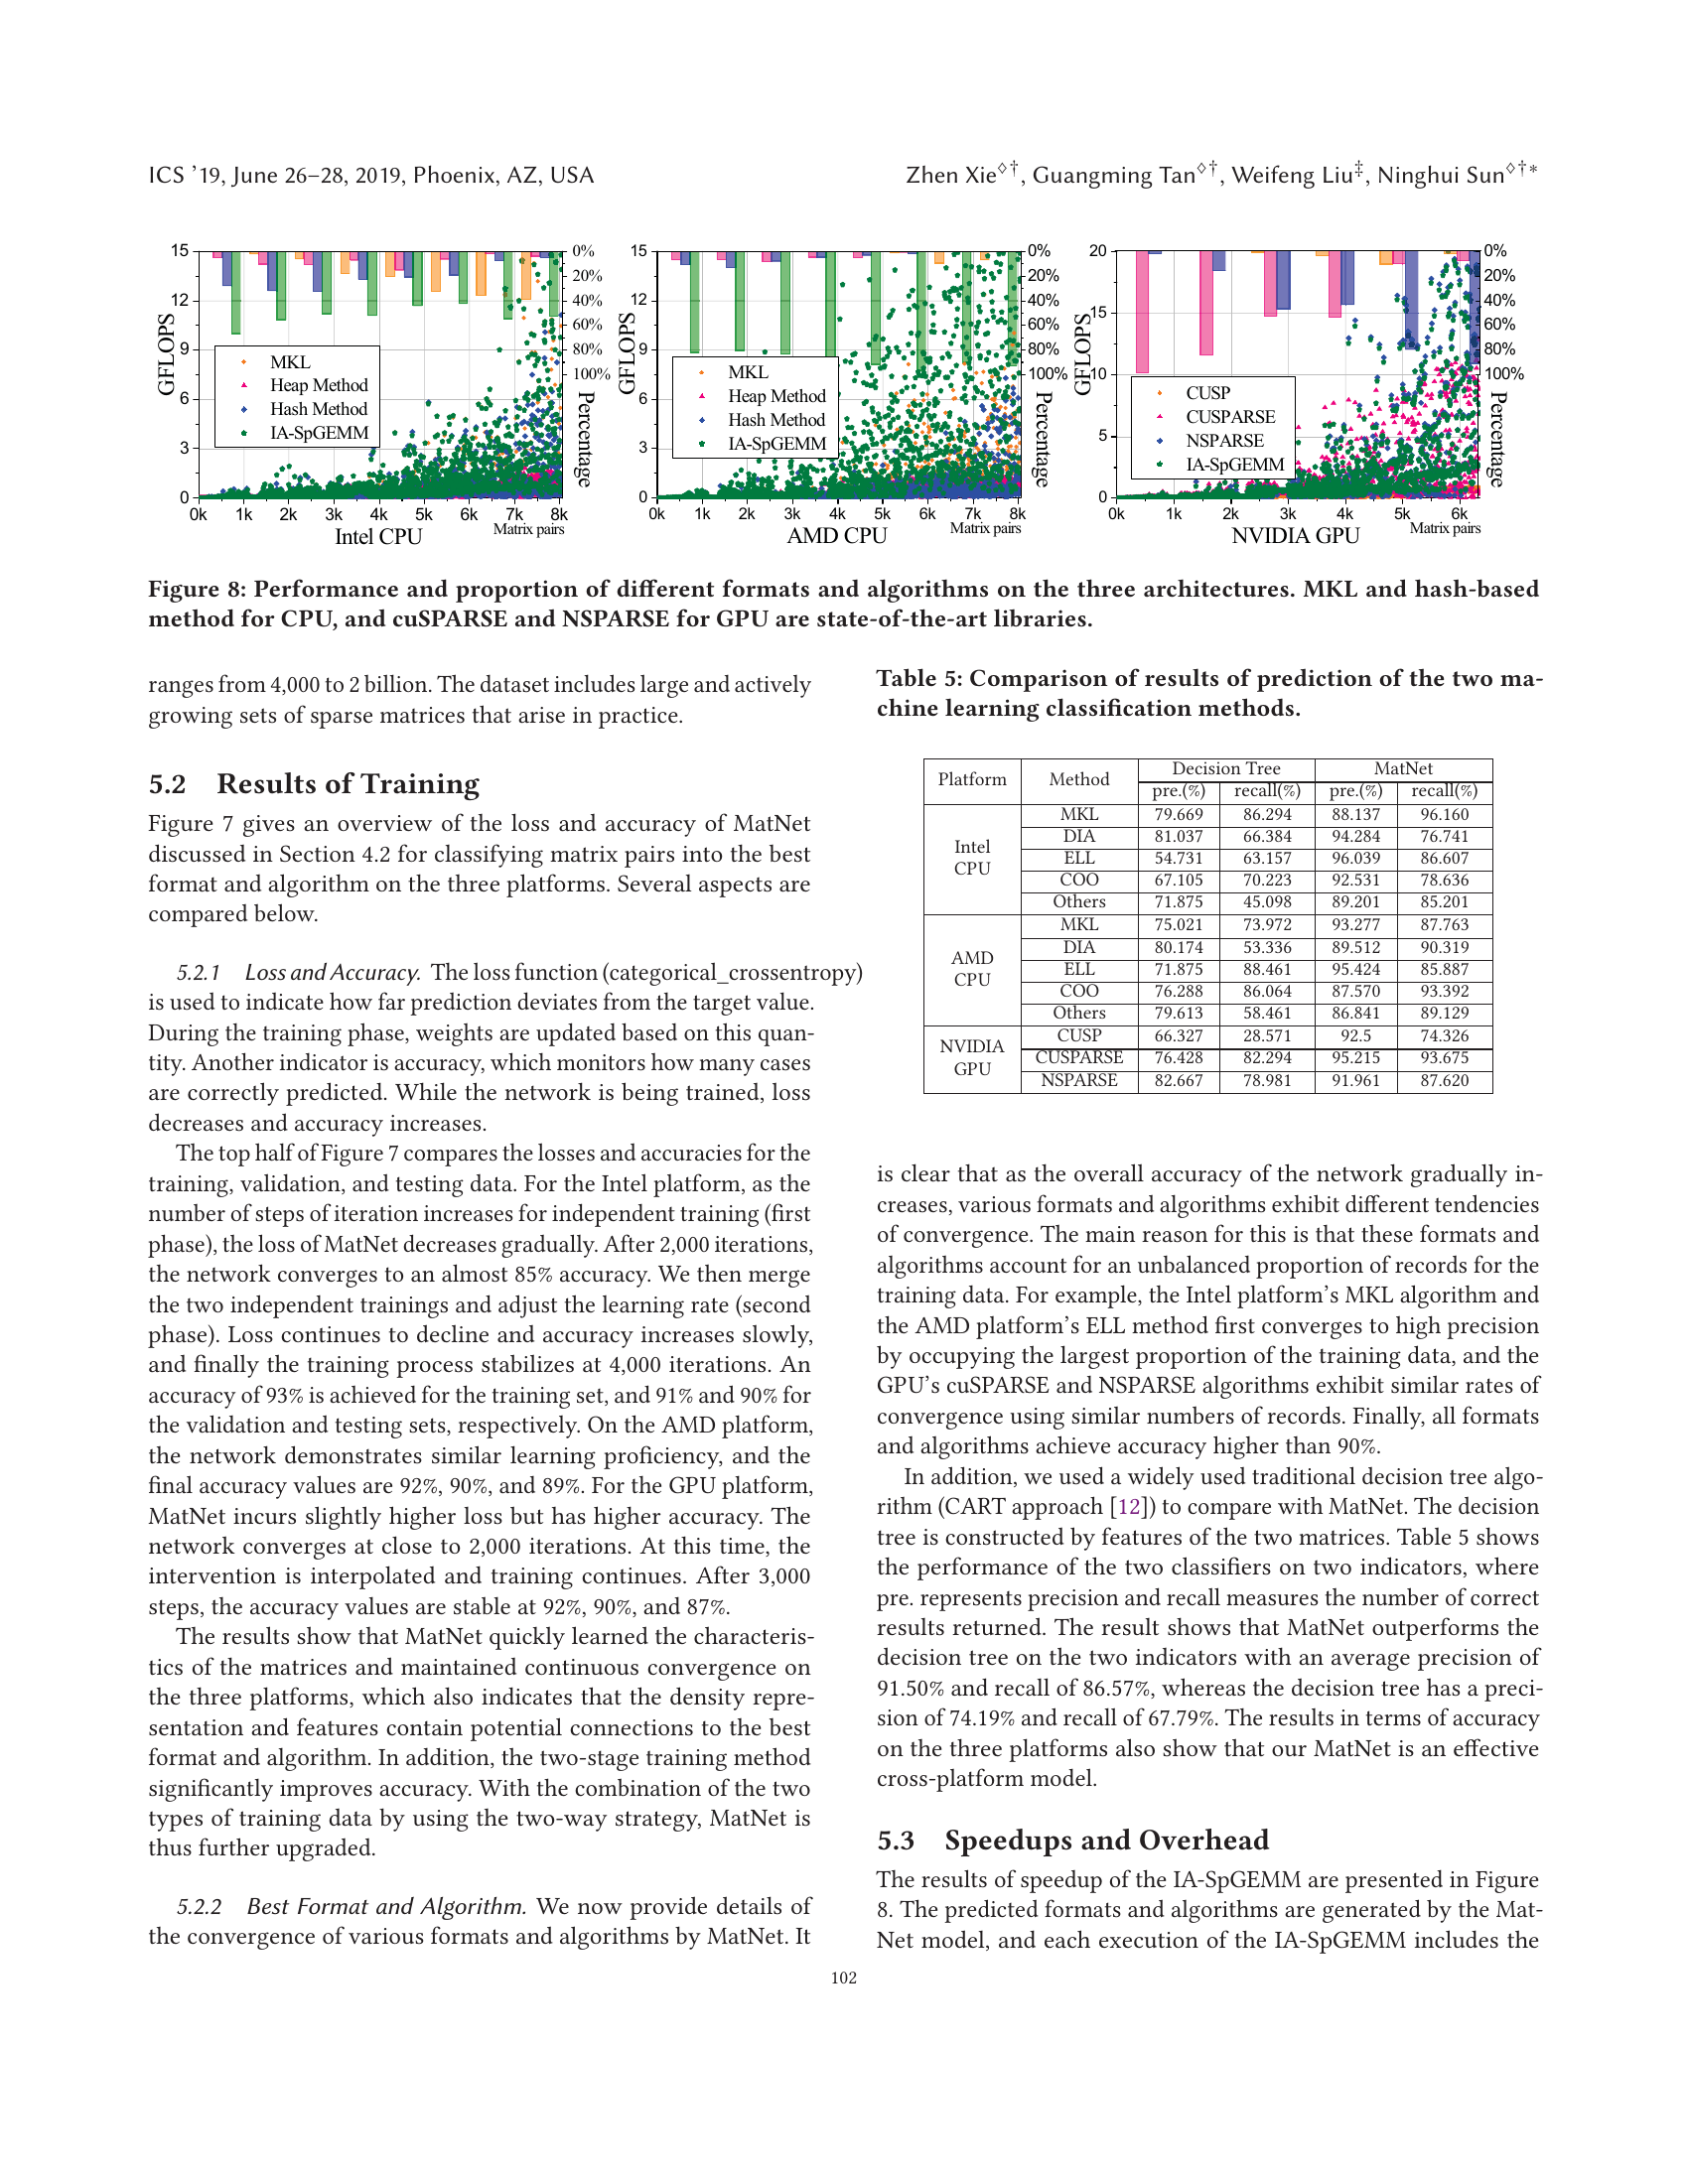 ICS ’19, June 26–28, 2019, Phoenix, AZ, USA
Zhen Xie◇†, Guangming Tan◇†, Weifeng Liu‡, Ninghui Sun◇†*
15
12
9
6
3
0
GFLOPS
0%
20%
40%
60%
80%
100%
Percentage
MKL
Heap Method
Hash Method
IA-SpGEMM
0k 1k 2k 3k 4k 5k 6k 7k 8k
Intel CPU
Matrix pairs
15
12
9
6
3
0
GFLOPS
0%
20%
40%
60%
80%
100%
Percentage
MKL
Heap Method
Hash Method
IA-SpGEMM
0k 1k 2k 3k 4k 5k 6k 7k 8k
AMD CPU
Matrix pairs
20
15
10
5
0
GFLOPS
0%
20%
40%
60%
80%
100%
Percentage
CUSP
CUSPARSE
NSPARSE
IA-SpGEMM
0k 1k 2k 3k 4k 5k 6k
NVIDIA GPU
Matrix pairs
Figure 8: Performance and proportion of different formats and algorithms on the three architectures. MKL and hash-based
method for CPU, and cuSPARSE and NSPARSE for GPU are state-of-the-art libraries.
ranges from 4,000 to 2 billion. The dataset includes large and actively
growing sets of sparse matrices that arise in practice.
5.2 Results of Training
Figure 7 gives an overview of the loss and accuracy of MatNet
discussed in Section 4.2 for classifying matrix pairs into the best
format and algorithm on the three platforms. Several aspects are
compared below.
5.2.1 Loss and Accuracy. The loss function (categorical_crossentropy)
is used to indicate how far prediction deviates from the target value.
During the training phase, weights are updated based on this quan-
tity. Another indicator is accuracy, which monitors how many cases
are correctly predicted. While the network is being trained, loss
decreases and accuracy increases.
The top half of Figure 7 compares the losses and accuracies for the
training, validation, and testing data. For the Intel platform, as the
number of steps of iteration increases for independent training (first
phase), the loss of MatNet decreases gradually. After 2,000 iterations,
the network converges to an almost 85% accuracy. We then merge
the two independent trainings and adjust the learning rate (second
phase). Loss continues to decline and accuracy increases slowly,
and finally the training process stabilizes at 4,000 iterations. An
accuracy of 93% is achieved for the training set, and 91% and 90% for
the validation and testing sets, respectively. On the AMD platform,
the network demonstrates similar learning proficiency, and the
final accuracy values are 92%, 90%, and 89%. For the GPU platform,
MatNet incurs slightly higher loss but has higher accuracy. The
network converges at close to 2,000 iterations. At this time, the
intervention is interpolated and training continues. After 3,000
steps, the accuracy values are stable at 92%, 90%, and 87%.
The results show that MatNet quickly learned the characteris-
tics of the matrices and maintained continuous convergence on
the three platforms, which also indicates that the density repre-
sentation and features contain potential connections to the best
format and algorithm. In addition, the two-stage training method
significantly improves accuracy. With the combination of the two
types of training data by using the two-way strategy, MatNet is
thus further upgraded.
5.2.2 Best Format and Algorithm. We now provide details of
the convergence of various formats and algorithms by MatNet. It
Table 5: Comparison of results of prediction of the two ma-
chine learning classification methods.
Platform Method Decision Tree MatNet
pre.(%) recall(%) pre.(%) recall(%)
Intel CPU
MKL 79.669 86.294 88.137 96.160
DIA 81.037 66.384 94.284 76.741
ELL 54.731 63.157 96.039 86.607
COO 67.105 70.223 92.531 78.636
Others 71.875 45.098 89.201 85.201
AMD CPU
MKL 75.021 73.972 93.277 87.763
DIA 80.174 53.336 89.512 90.319
ELL 71.875 88.461 95.424 85.887
COO 76.288 86.064 87.570 93.392
Others 79.613 58.461 86.841 89.129
NVIDIA GPU
CUSP 66.327 28.571 92.5 74.326
CUSPARSE 76.428 82.294 95.215 93.675
NSPARSE 82.667 78.981 91.961 87.620
is clear that as the overall accuracy of the network gradually in-
creases, various formats and algorithms exhibit different tendencies
of convergence. The main reason for this is that these formats and
algorithms account for an unbalanced proportion of records for the
training data. For example, the Intel platform’s MKL algorithm and
the AMD platform’s ELL method first converges to high precision
by occupying the largest proportion of the training data, and the
GPU’s cuSPARSE and NSPARSE algorithms exhibit similar rates of
convergence using similar numbers of records. Finally, all formats
and algorithms achieve accuracy higher than 90%.
In addition, we used a widely used traditional decision tree algo-
rithm (CART approach [12]) to compare with MatNet. The decision
tree is constructed by features of the two matrices. Table 5 shows
the performance of the two classifiers on two indicators, where
pre. represents precision and recall measures the number of correct
results returned. The result shows that MatNet outperforms the
decision tree on the two indicators with an average precision of
91.50% and recall of 86.57%, whereas the decision tree has a preci-
sion of 74.19% and recall of 67.79%. The results in terms of accuracy
on the three platforms also show that our MatNet is an effective
cross-platform model.
5.3 Speedups and Overhead
The results of speedup of the IA-SpGEMM are presented in Figure
8. The predicted formats and algorithms are generated by the Mat-
Net model, and each execution of the IA-SpGEMM includes the
102